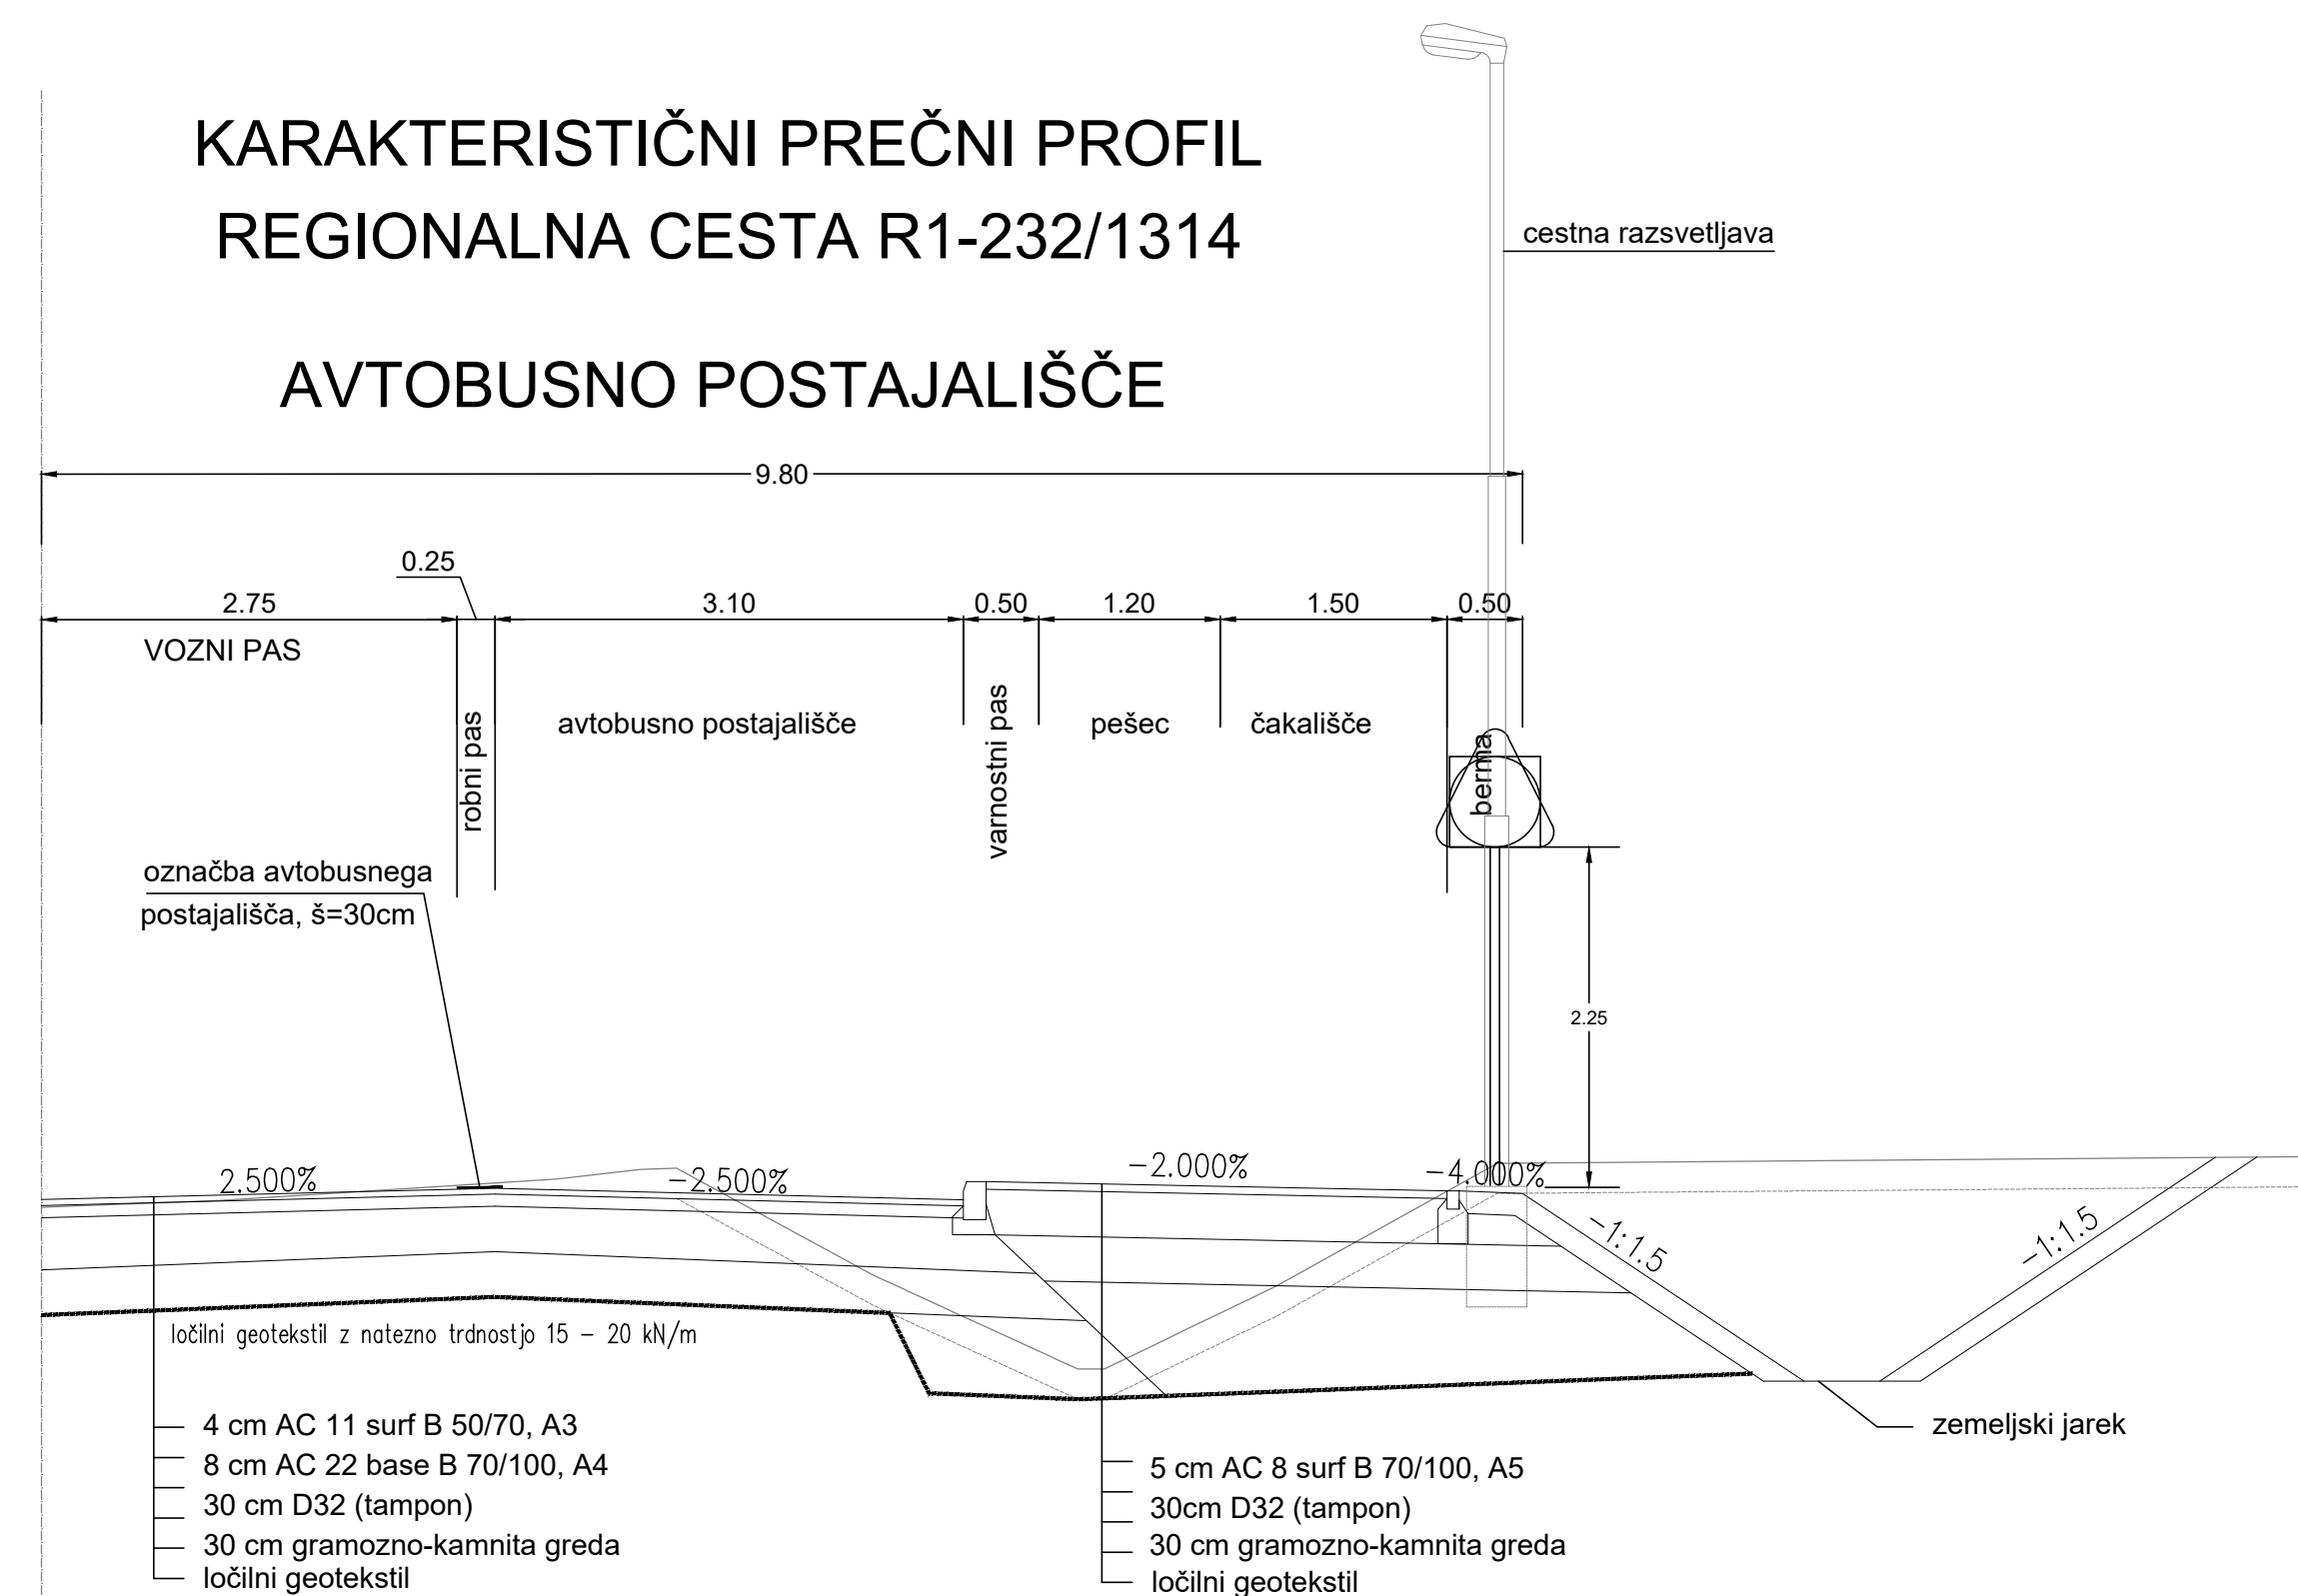 KARAKTERISTIČNI PREČNI PROFIL
REGIONALNA CESTA R1-232/1314
cestna razsvetljava
AVTOBUSNO POSTAJALIŠČE
9.80
0.25
2.75
3.10
0.50
1.20
1.50
0.50
VOZNI PAS
robni pas
avtobusno postajališče
varnostni pas
pešec
čakališče
berma
označba avtobusnega
postajališča, š=30cm
2.25
2.500%
-2.500%
-2.000%
-4.000%
-1:1.5
-1:1.5
ločilni geotekstil z natezno trdnostjo 15 - 20 kN/m
4 cm AC 11 surf B 50/70, A3
8 cm AC 22 base B 70/100, A4
30 cm D32 (tampon)
30 cm gramozno-kamnita greda
ločilni geotekstil
5 cm AC 8 surf B 70/100, A5
30cm D32 (tampon)
30 cm gramozno-kamnita greda
ločilni geotekstil
zemeljski jarek